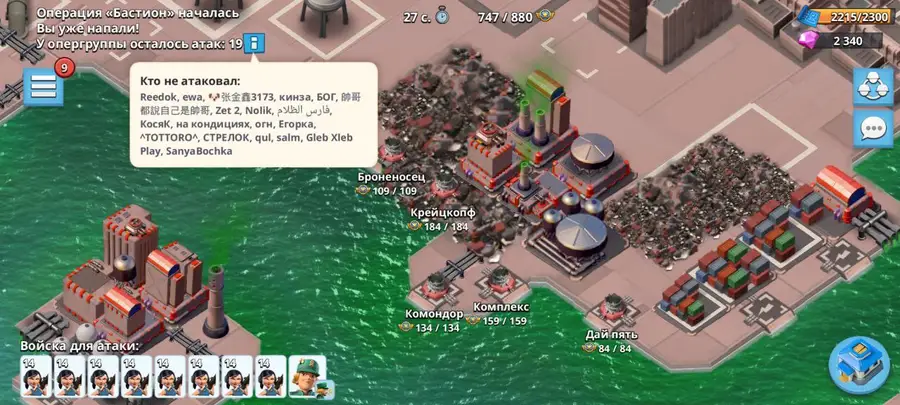 Операция «Бастион» началась
Вы уже напали!
У опергруппы осталось атак: 19
i
27 с.
747 / 880
2215/2300
2 340
9
Кто не атаковал:
Reedok, ewa, 🐶张金鑫3173, кинза, БОГ, 帥哥
都說自己是帥哥, Zet 2, Nolik, فارس الظلام,
КосяК, на кондициях, огн, Егорка,
^TOTTORO^, СТРЕЛОК, qul, salm, Gleb Xleb
Play, SanyaBochka
Броненосец
109 / 109
Крейцкопф
184 / 184
Комондор
134 / 134
Комплекс
159 / 159
Дай пять
84 / 84
Войска для атаки:
14 14 14 14 14 14 14 14